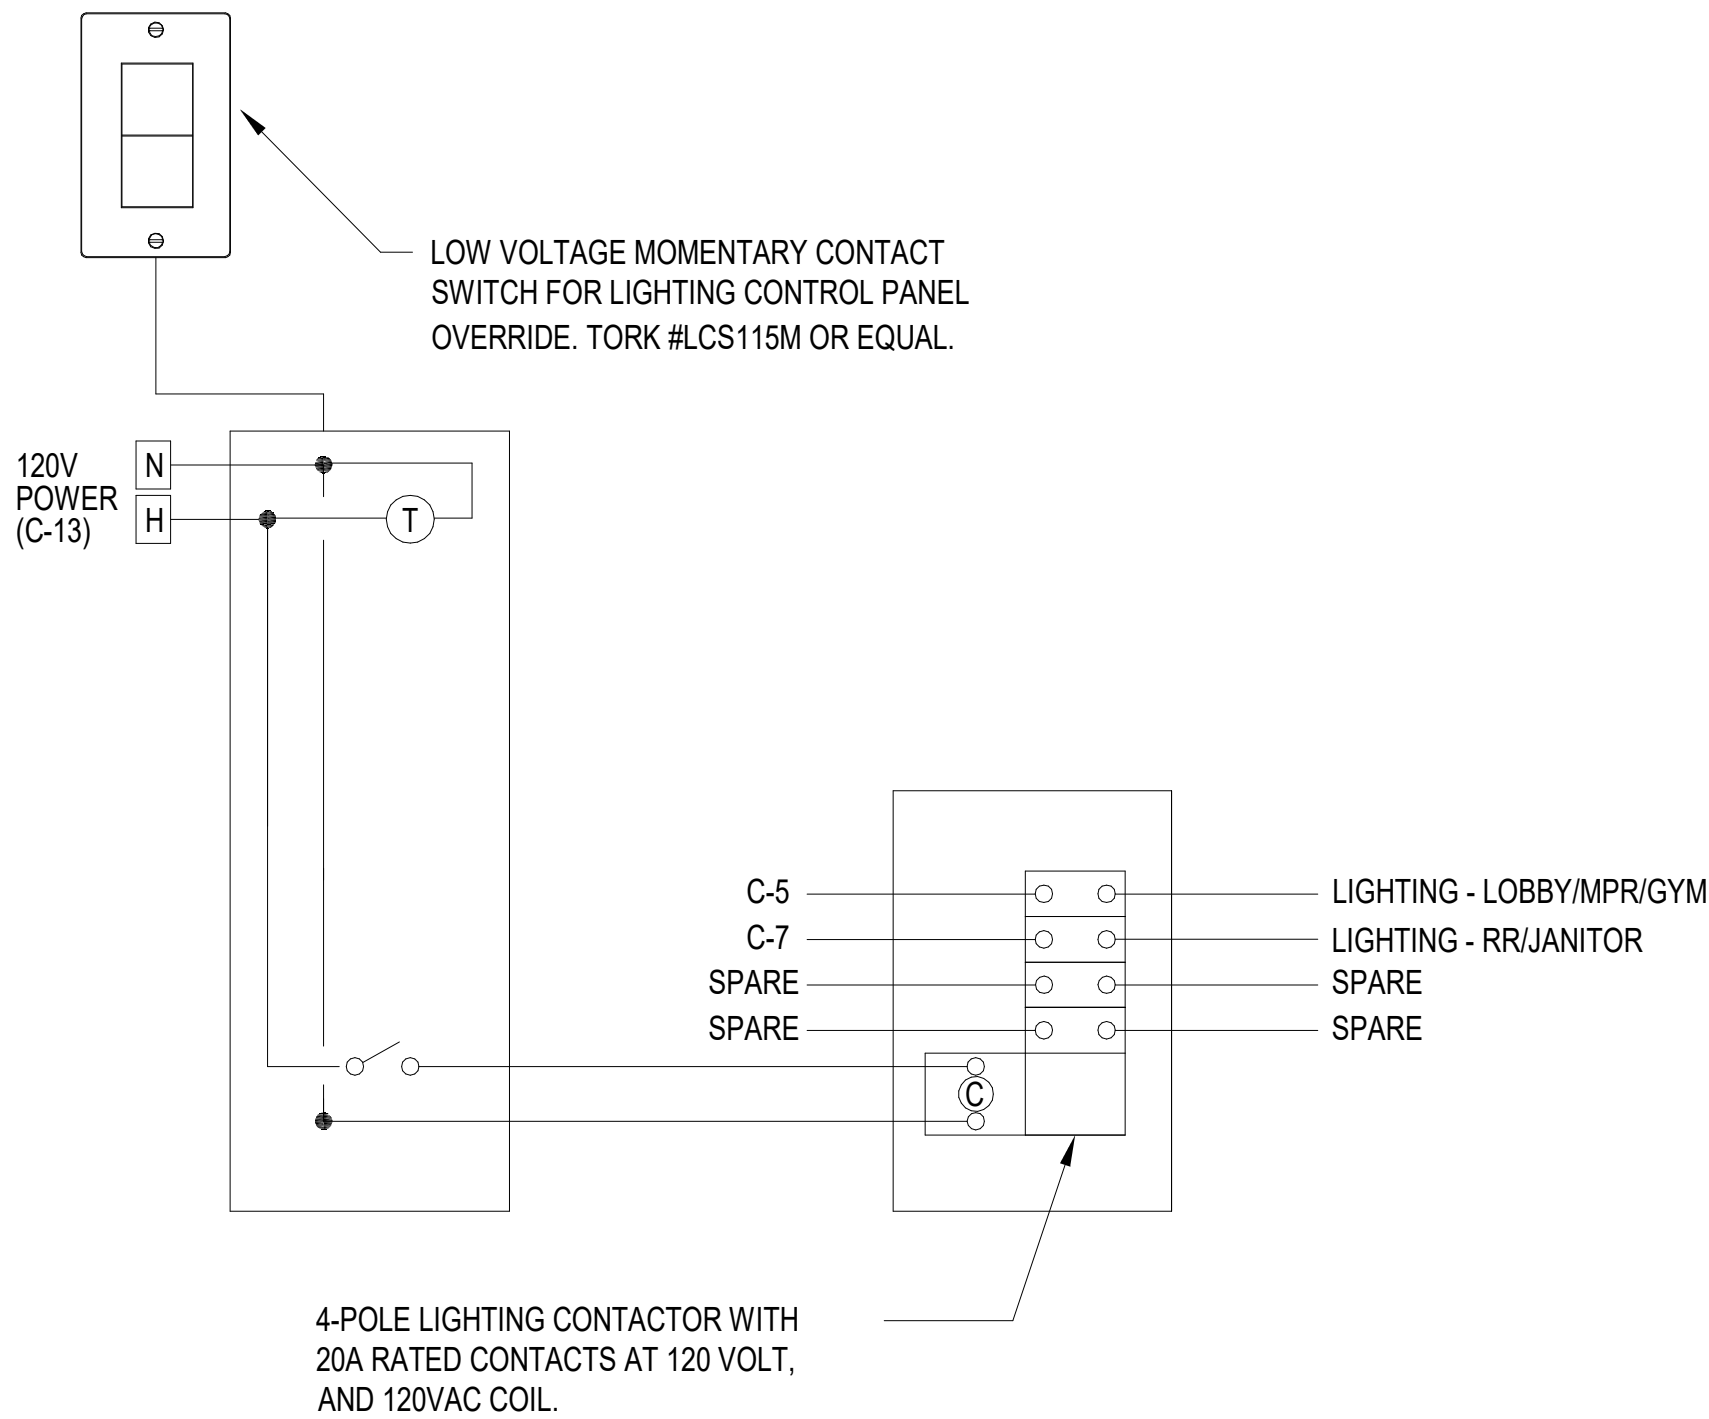 LOW VOLTAGE MOMENTARY CONTACT
SWITCH FOR LIGHTING CONTROL PANEL
OVERRIDE. TORK #LCS115M OR EQUAL.
120V
POWER
(C-13)
N
H
T
C-5
LIGHTING - LOBBY/MPR/GYM
C-7
LIGHTING - RR/JANITOR
SPARE
SPARE
SPARE
SPARE
C
4-POLE LIGHTING CONTACTOR WITH
20A RATED CONTACTS AT 120 VOLT,
AND 120VAC COIL.